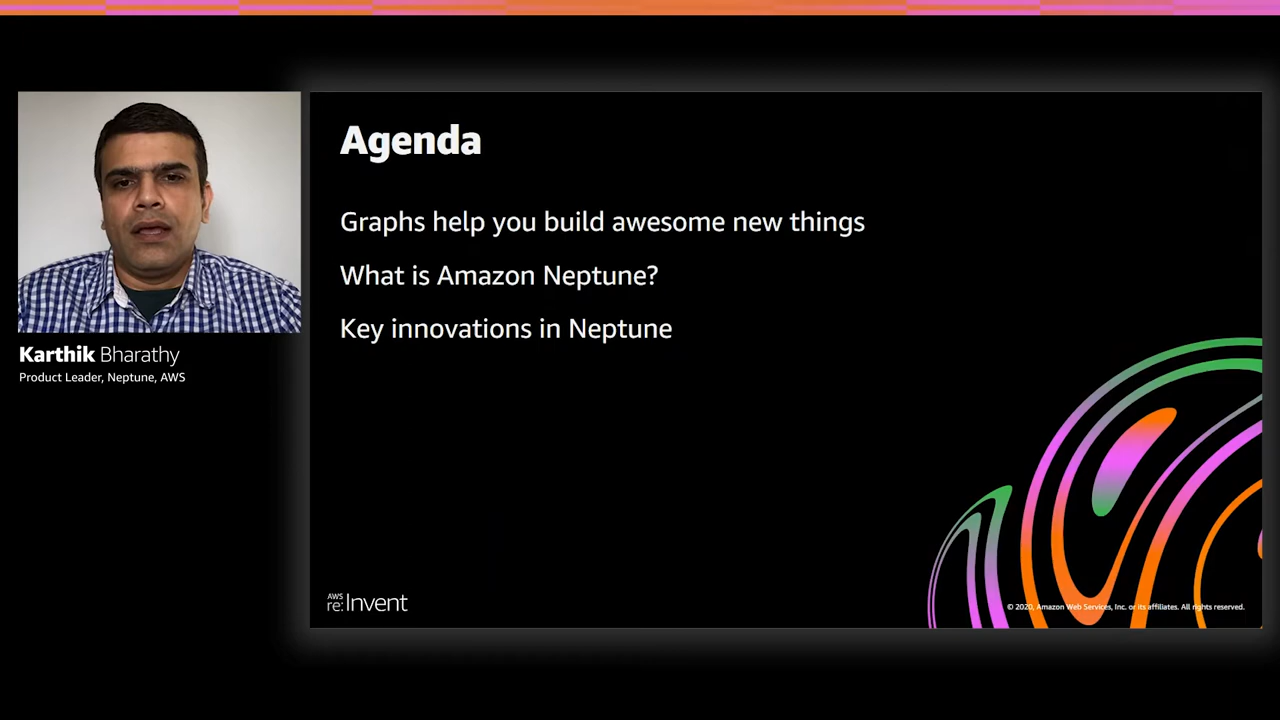 Agenda
Graphs help you build awesome new things
What is Amazon Neptune?
Key innovations in Neptune
Karthik Bharathy
Product Leader, Neptune, AWS
AWS
re:Invent
© 2020, Amazon Web Services, Inc. or its affiliates. All rights reserved.